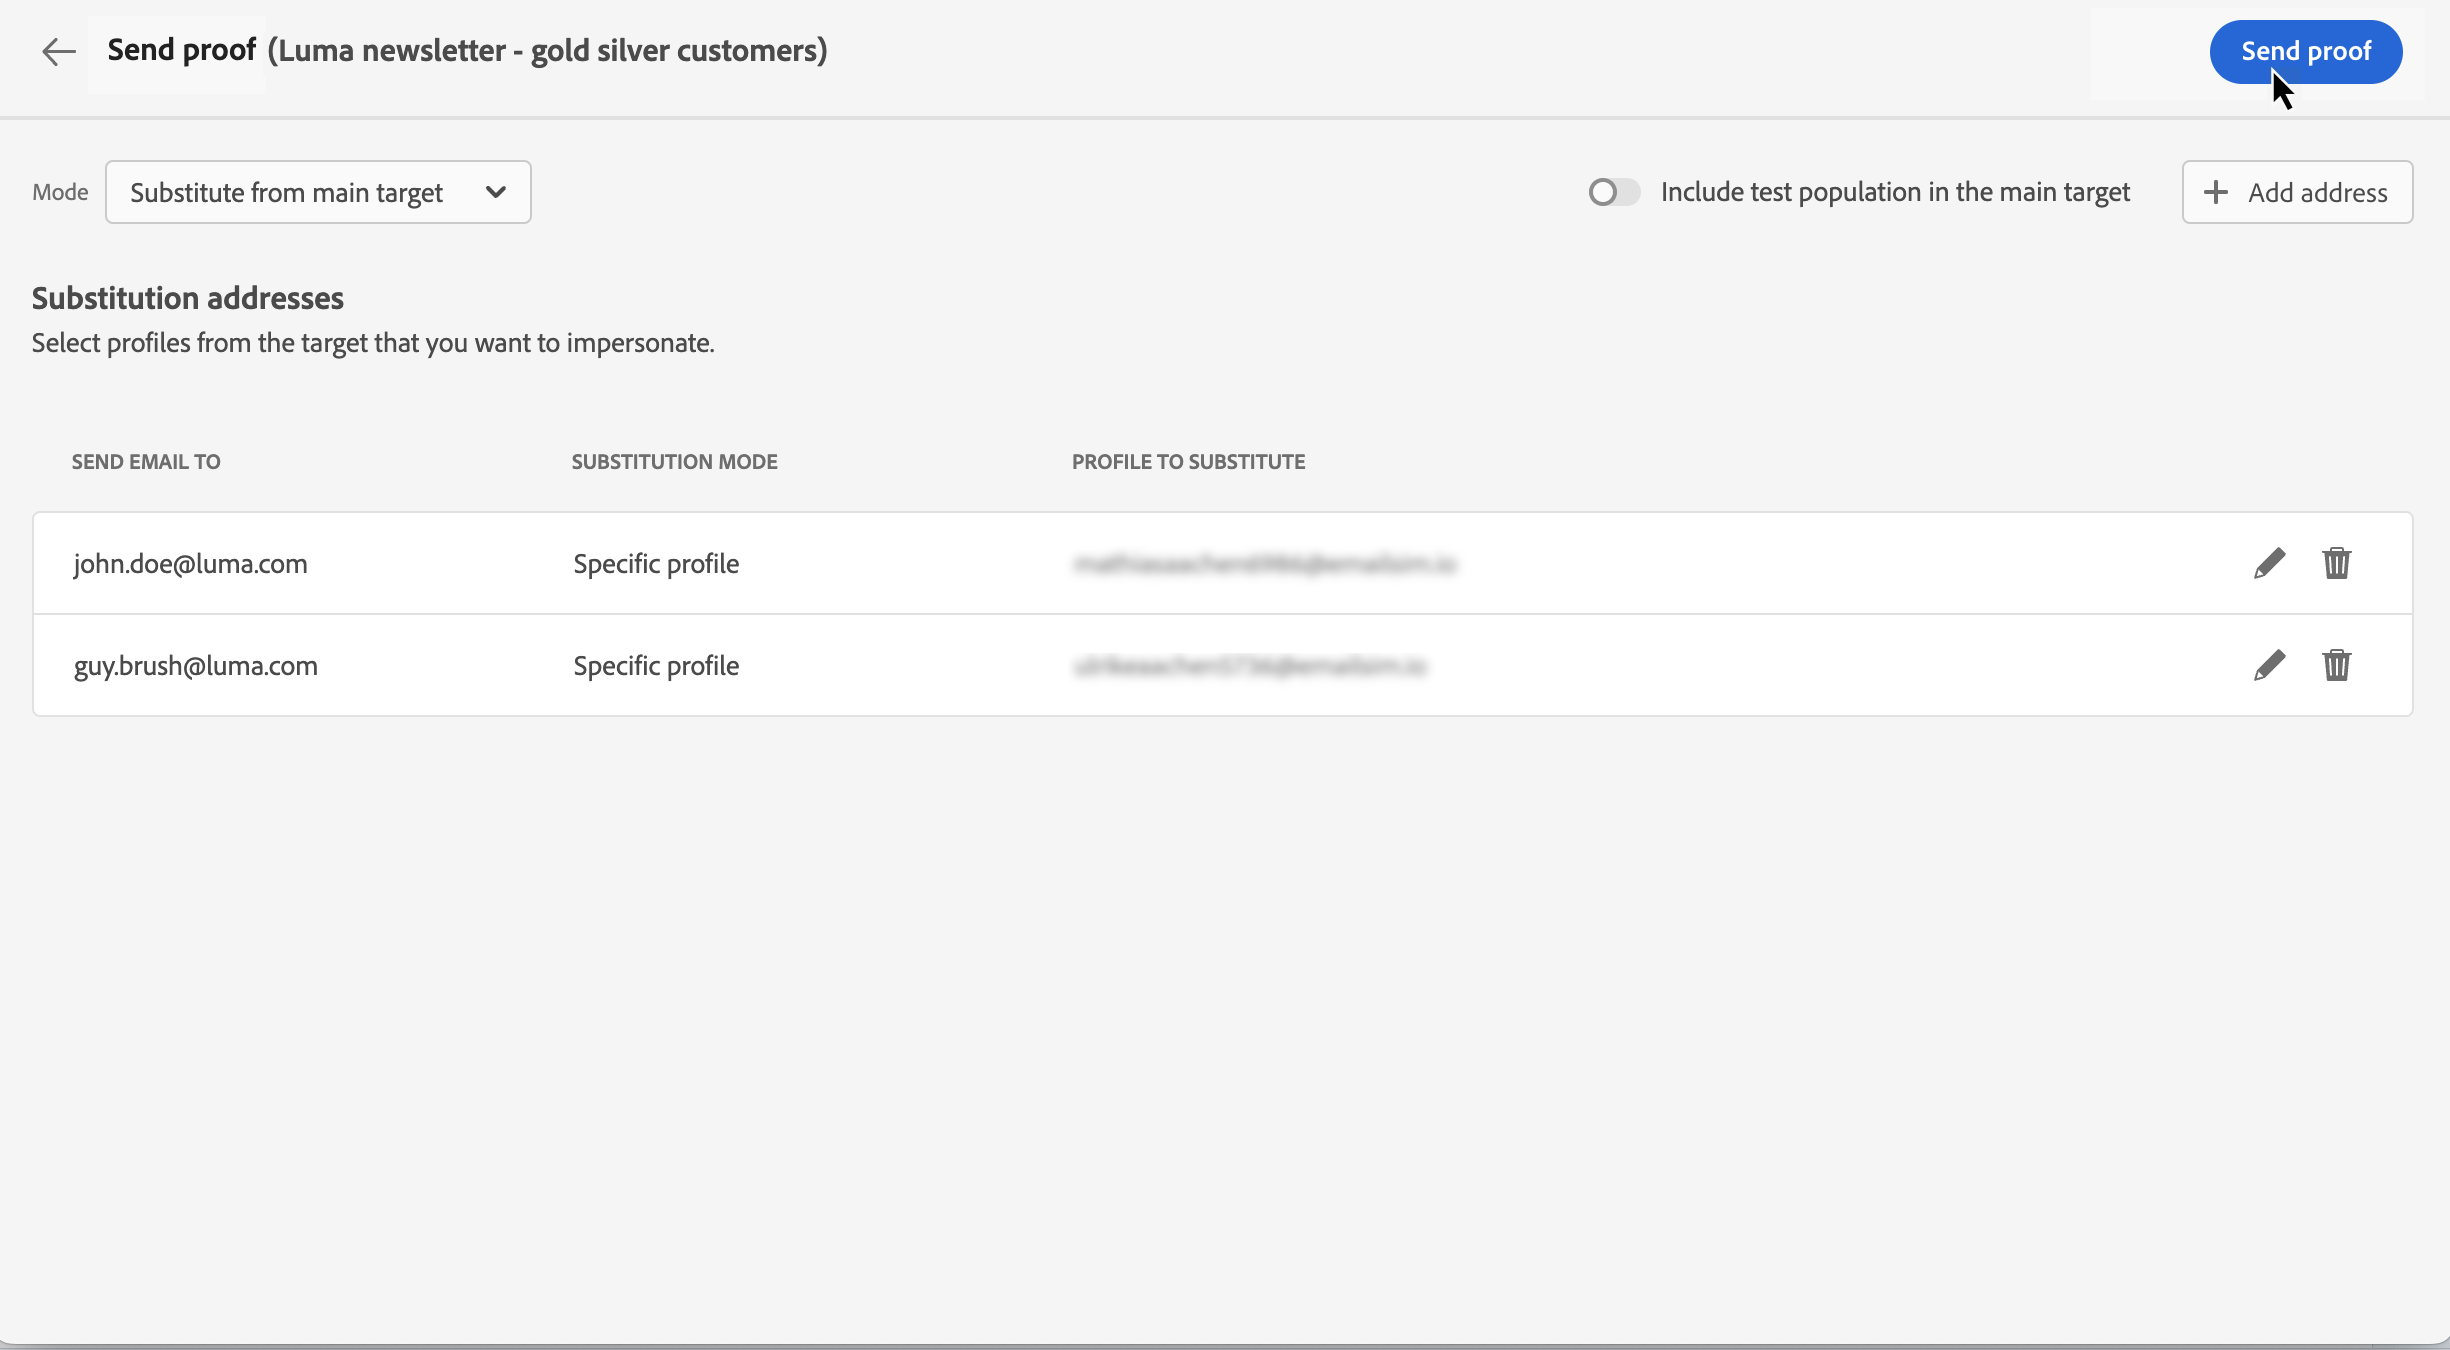 Send proof (Luma newsletter - gold silver customers)
Send proof
Mode
Substitute from main target
Include test population in the main target
Add address
Substitution addresses
Select profiles from the target that you want to impersonate.
SEND EMAIL TO
SUBSTITUTION MODE
PROFILE TO SUBSTITUTE
john.doe@luma.com
Specific profile
guy.brush@luma.com
Specific profile